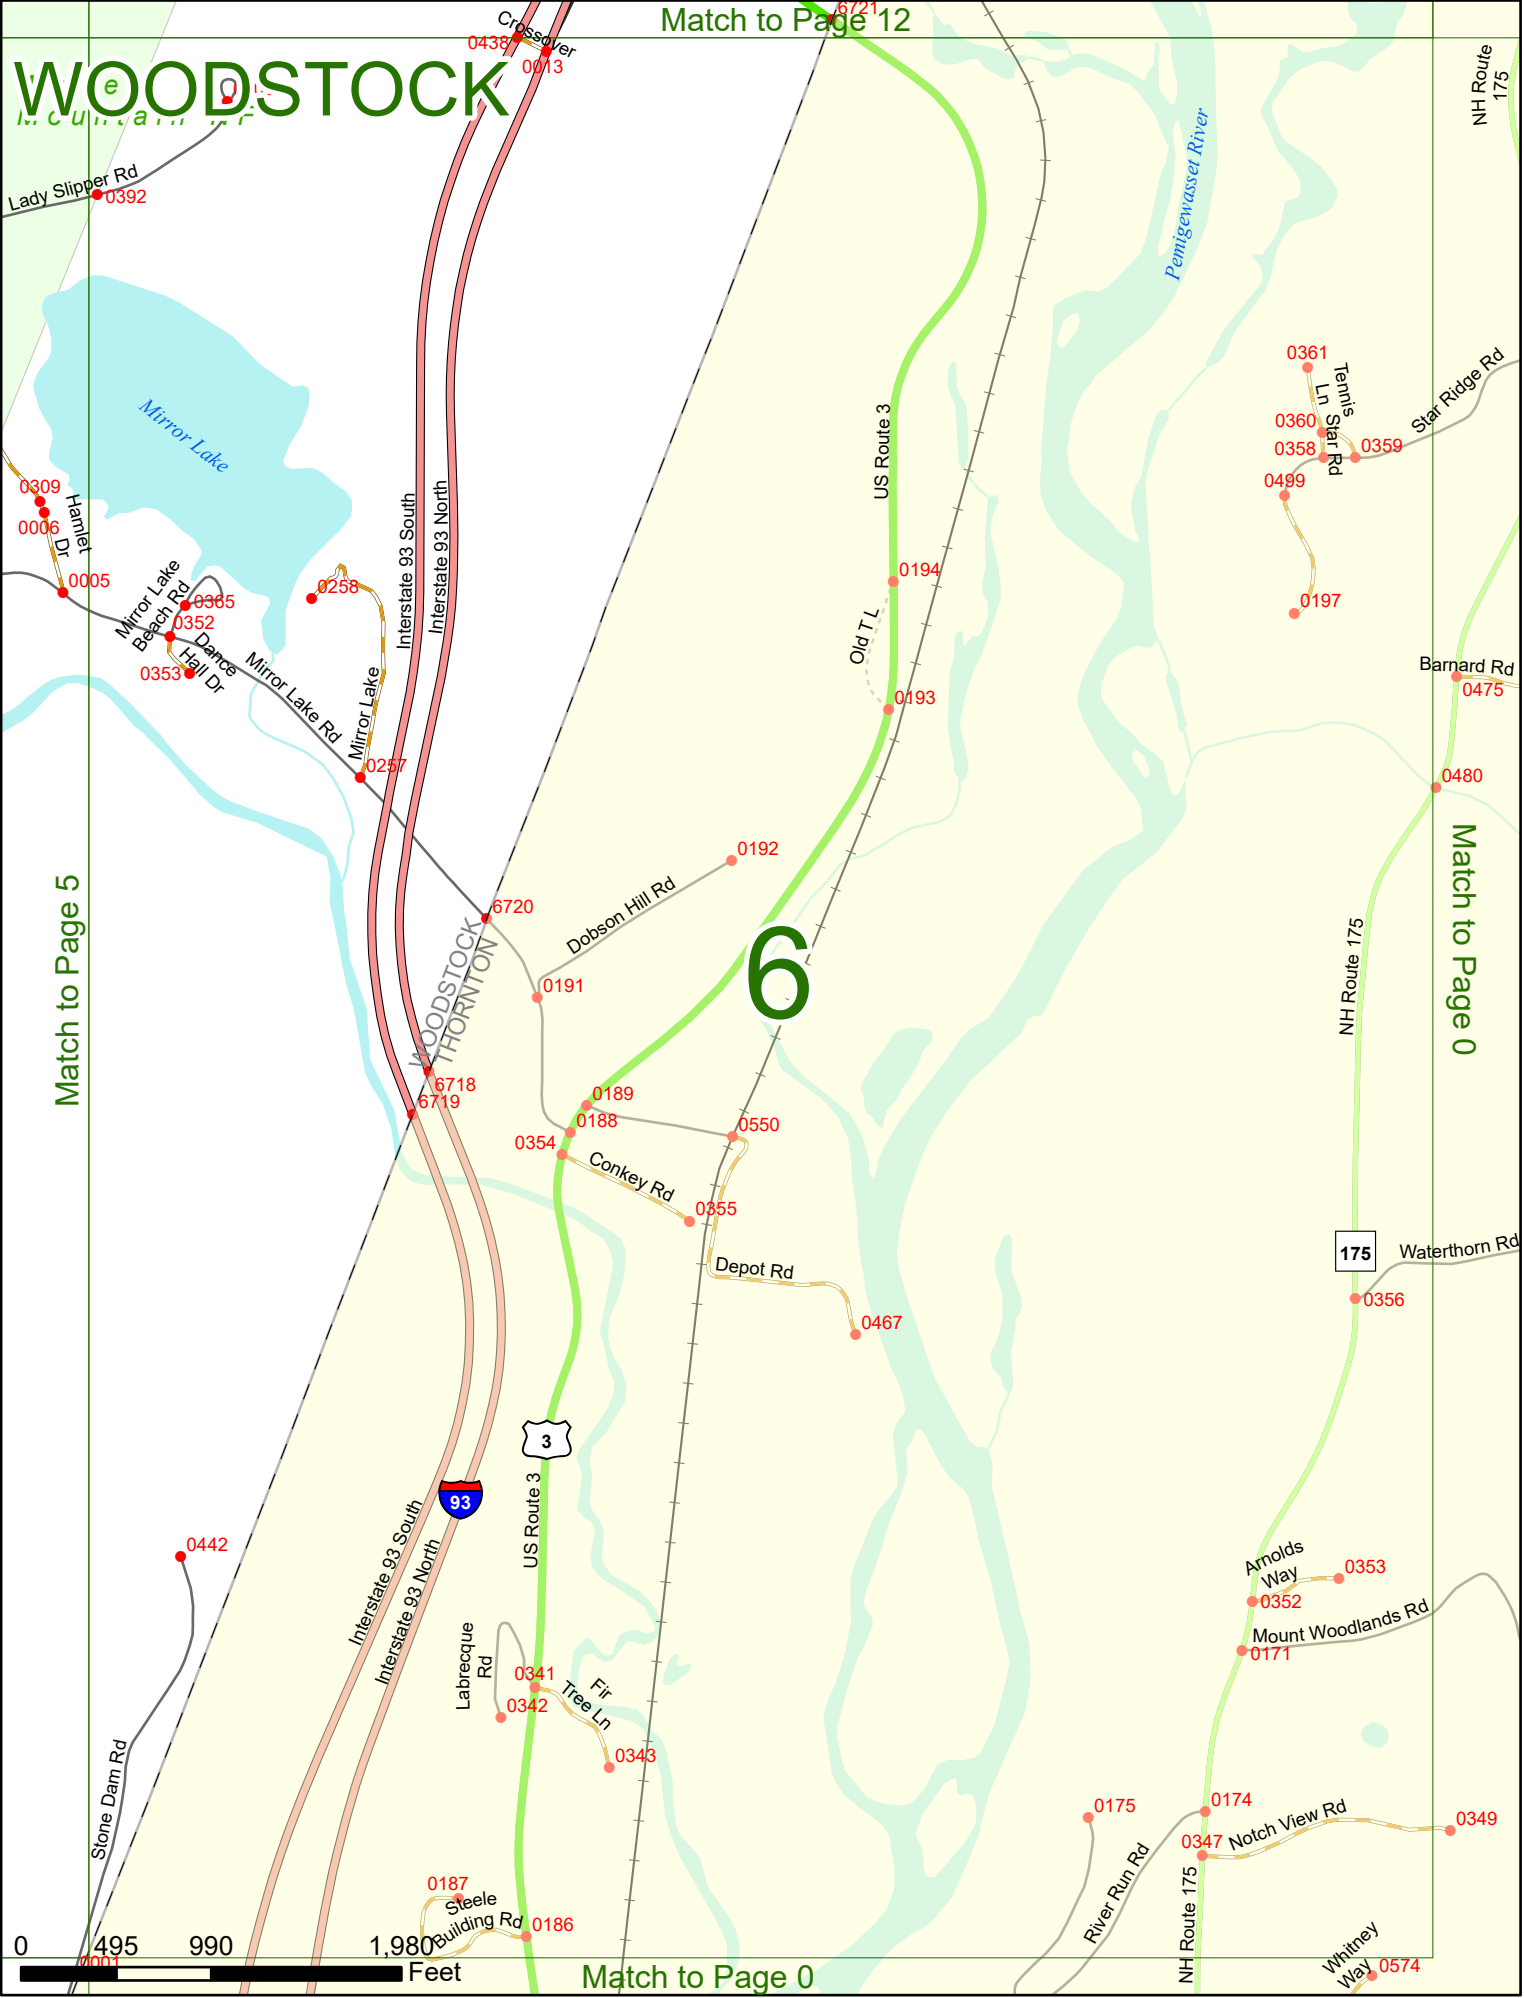 Match to Page 12
6721
Crossover
0438
0013
WOODSTOCK
e
Mountain NF
NH Route
175
Lady Slipper Rd
0392
Pemigewasset River
Mirror Lake
0361
Tennis
Ln
0360
Star Rd
0358
0359
Star Ridge Rd
0499
0197
US Route 3
Interstate 93 South
Interstate 93 North
0309
0006
Hamlet
Dr
0005
Mirror Lake
Beach Rd
0365
0352
Dance
Hall Dr
0353
0258
Mirror Lake Rd
Mirror Lake
0257
0194
Old T L
0193
Barnard Rd
0475
0480
Match to Page 5
Match to Page 0
0192
Dobson Hill Rd
6720
WOODSTOCK
THORNTON
0191
6
NH Route 175
6718
6719
0189
0188
0354
0550
Conkey Rd
0355
Depot Rd
0467
175
Waterthorn Rd
0356
3
US Route 3
93
Interstate 93 South
Interstate 93 North
0442
Stone Dam Rd
Arnolds
Way
0353
0352
Mount Woodlands Rd
0171
Labrecque
Rd
0341
0342
Fir
Tree Ln
0343
0175
0174
River Run Rd
0347
Notch View Rd
0349
NH Route 175
0187
Steele
Building Rd
0186
Whitney
Way
0574
0001
0 495 990 1,980
Feet
Match to Page 0